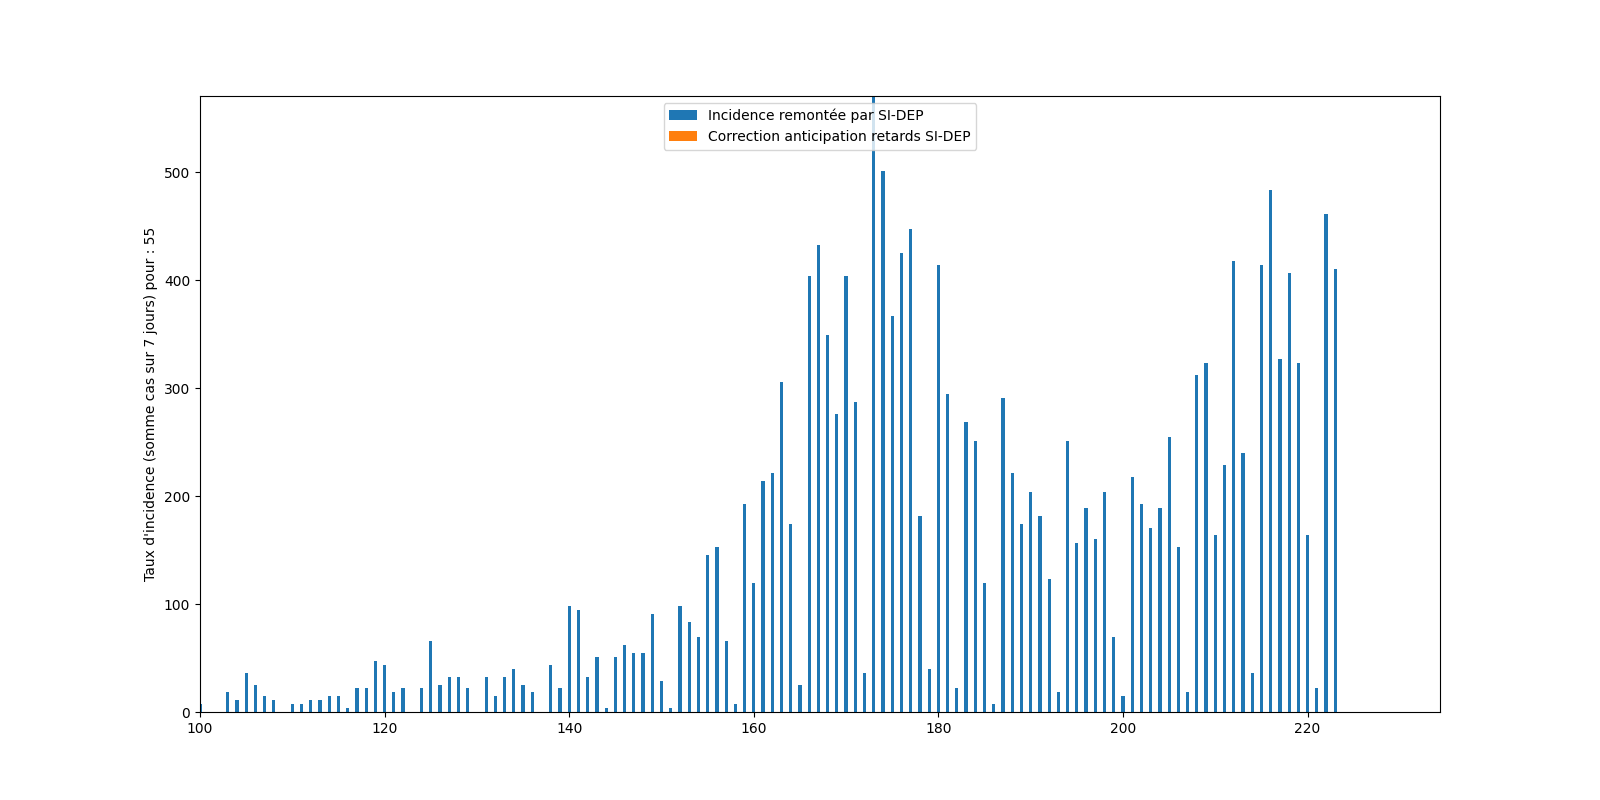 Incidence remontée par SI-DEP
Correction anticipation retards SI-DEP
Taux d'incidence (somme cas sur 7 jours) pour : 55
500
400
300
200
100
0
100 120 140 160 180 200 220